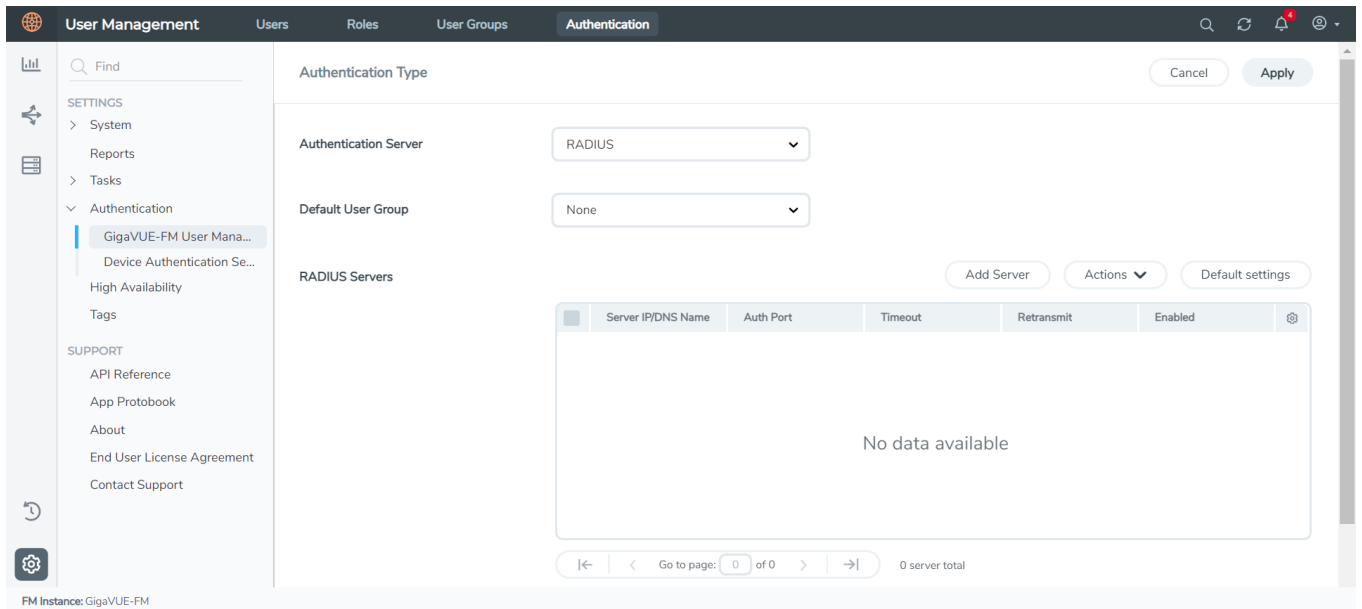 User Management
Users
Roles
User Groups
Authentication
4
Find
SETTINGS
System
Reports
Tasks
Authentication
GigaVUE-FM User Mana...
Device Authentication Se...
High Availability
Tags
SUPPORT
API Reference
App Protobook
About
End User License Agreement
Contact Support
Authentication Type
Cancel
Apply
Authentication Server
RADIUS
Default User Group
None
RADIUS Servers
Add Server
Actions
Default settings
Server IP/DNS Name
Auth Port
Timeout
Retransmit
Enabled
No data available
Go to page: 0 of 0
0 server total
FM Instance: GigaVUE-FM